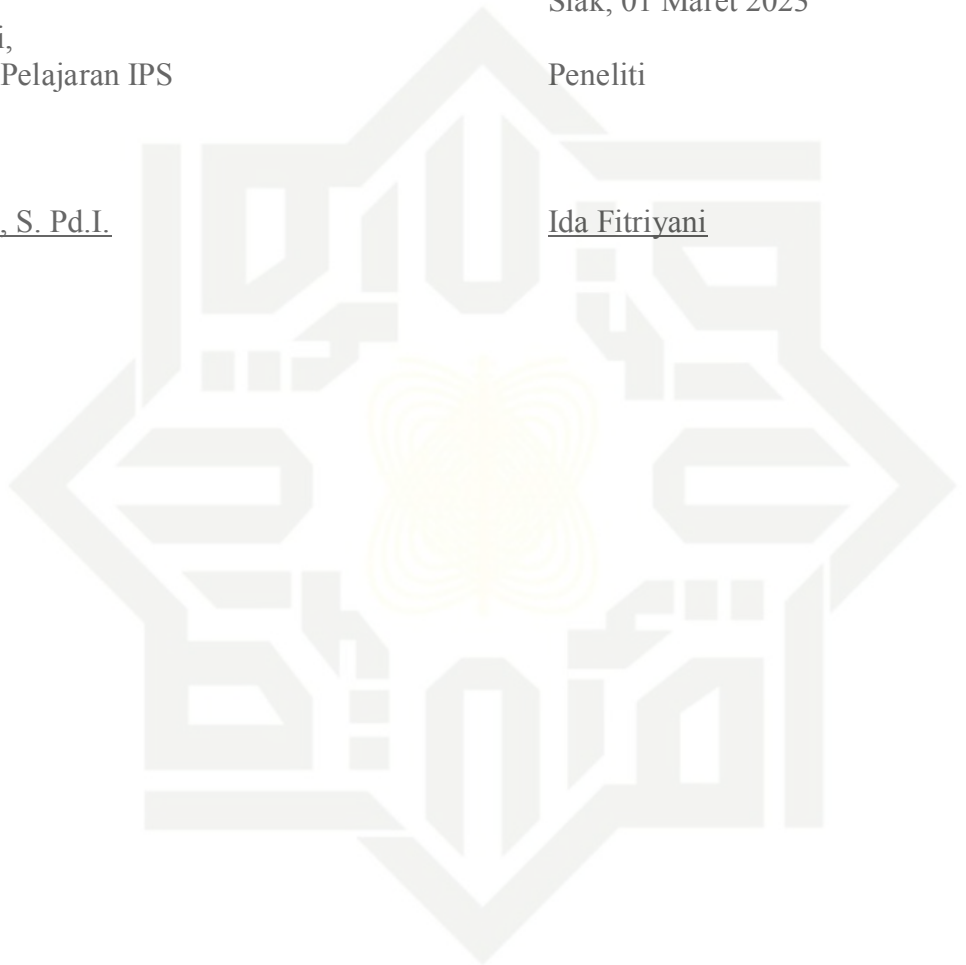 Siak, 01 Maret 2023
i,
Pelajaran IPS Peneliti
, S. Pd.I. Ida Fitriyani